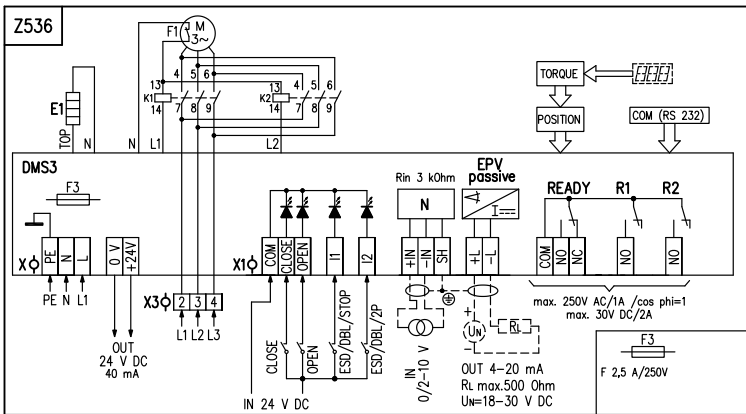 Z536
F1
M
3~
13
4 5 6
13
4 5 6
E1
K1
K2
14
7 8 9
14
7 8 9
TOP
N
N
L1
L2
TORQUE
POSITION
COM (RS 232)
DMS3
F3
Rin 3 kOhm
EPV
passive
N
READY R1 R2
X
PE
N
L
0 V
+24V
X1
COM
CLOSE
OPEN
I1
I2
+IN
-IN
SH
+L
-L
COM
NO
NC
NO
NO
PE N L1
X3
2 3 4
L1 L2 L3
OUT
24 V DC
40 mA
CLOSE
OPEN
ESD/DBL/STOP
ESD/DBL/2P
IN 24 V DC
IN
0/2-10 V
+
UN
-
RL
OUT 4-20 mA
RL max.500 Ohm
UN=18-30 V DC
max. 250V AC/1A /cos phi=1
max. 30V DC/2A
F3
F 2,5 A/250V